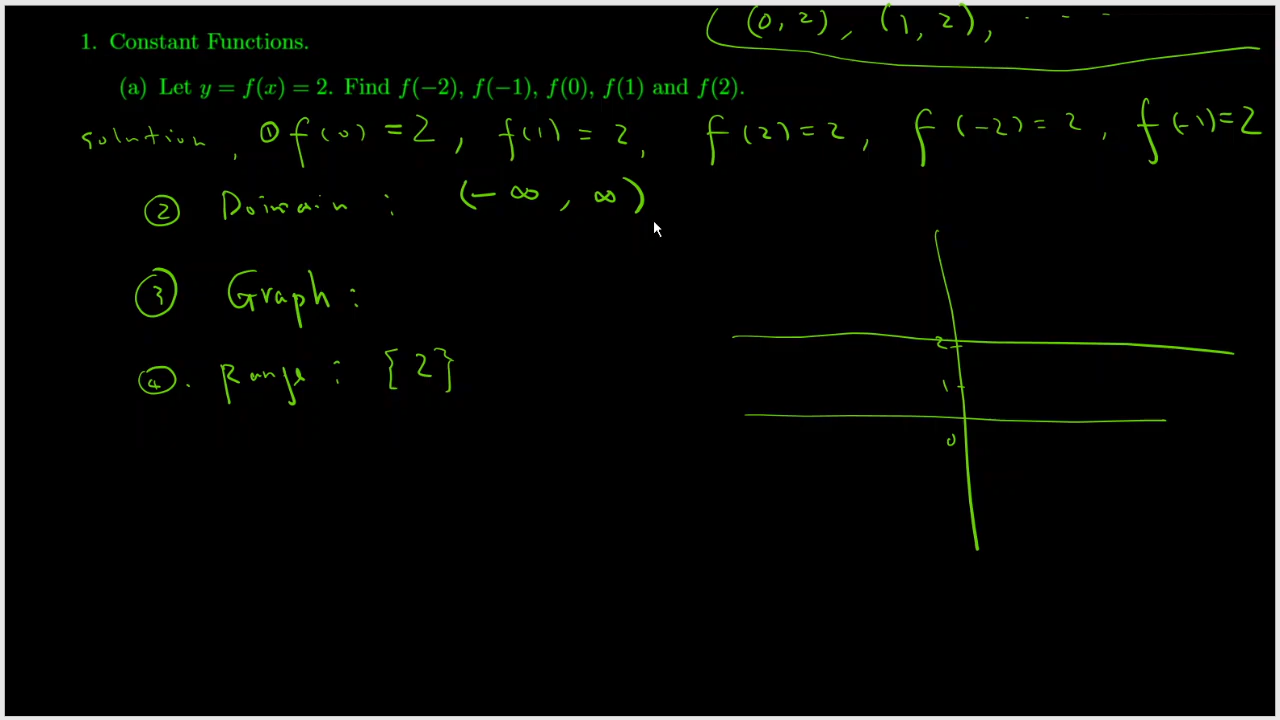 ((0,2), (1,2), . - -
1. Constant Functions.
(a) Let y = f(x) = 2. Find f(−2), f(−1), f(0), f(1) and f(2).
solution, ① f(0) = 2, f(1) = 2, f(2) = 2, f(-2) = 2, f(-1) = 2
② Domain : (-∞, ∞)
③ Graph :
2
④. Range : {2}
1
0